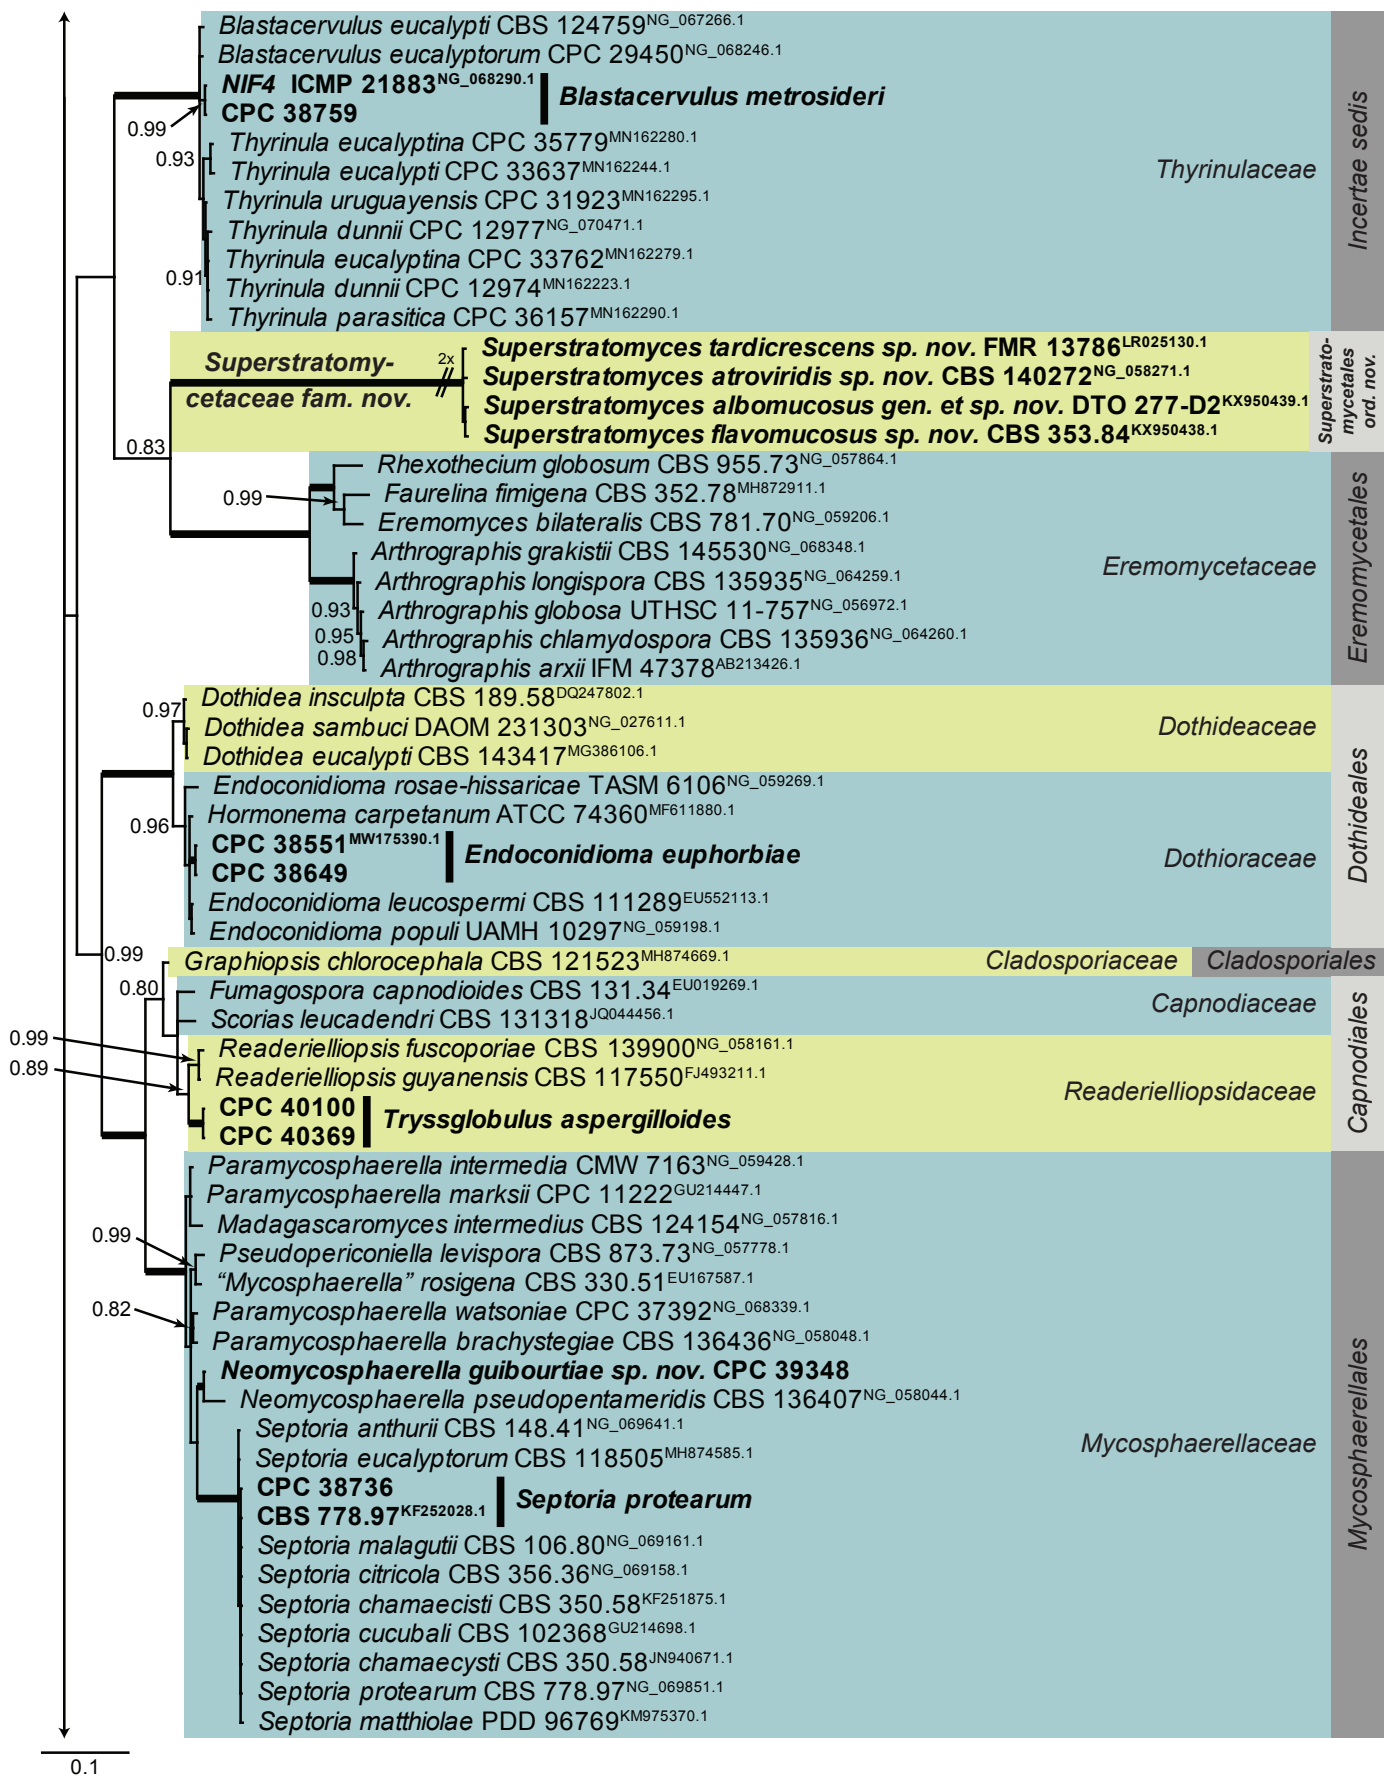 Blastacervulus eucalypti CBS 124759NG_067266.1
Blastacervulus eucalyptorum CPC 29450NG_068246.1
NIF4 ICMP 21883NG_068290.1
CPC 38759
Blastacervulus metrosideri
0.99
0.93
Thyrinula eucalyptina CPC 35779MN162280.1
Thyrinula eucalypti CPC 33637MN162244.1
Thyrinulaceae
Incertae sedis
Thyrinula uruguayensis CPC 31923MN162295.1
Thyrinula dunnii CPC 12977NG_070471.1
Thyrinula eucalyptina CPC 33762MN162279.1
0.91
Thyrinula dunnii CPC 12974MN162223.1
Thyrinula parasitica CPC 36157MN162290.1
Superstratomy-
cetaceae fam. nov.
2x
Superstratomyces tardicrescens sp. nov. FMR 13786LR025130.1
Superstratomyces atroviridis sp. nov. CBS 140272NG_058271.1
Superstratomyces albomucosus gen. et sp. nov. DTO 277-D2KX950439.1
Superstratomyces flavomucosus sp. nov. CBS 353.84KX950438.1
Superstrato-
mycetales
ord. nov.
0.83
Rhexothecium globosum CBS 955.73NG_057864.1
0.99
Faurelina fimigena CBS 352.78MH872911.1
Eremomyces bilateralis CBS 781.70NG_059206.1
Arthrographis grakistii CBS 145530NG_068348.1
Eremomycetaceae
Eremomycetales
Arthrographis longispora CBS 135935NG_064259.1
0.93
Arthrographis globosa UTHSC 11-757NG_056972.1
0.95
Arthrographis chlamydospora CBS 135936NG_064260.1
0.98
Arthrographis arxii IFM 47378AB213426.1
0.97
Dothidea insculpta CBS 189.58DQ247802.1
Dothidea sambuci DAOM 231303NG_027611.1
Dothideaceae
Dothidea eucalypti CBS 143417MG386106.1
Dothideales
Endoconidioma rosae-hissaricae TASM 6106NG_059269.1
Hormonema carpetanum ATCC 74360MF611880.1
0.96
CPC 38551MW175390.1
CPC 38649
Endoconidioma euphorbiae
Dothioraceae
Endoconidioma leucospermi CBS 111289EU552113.1
Endoconidioma populi UAMH 10297NG_059198.1
0.99
Graphiopsis chlorocephala CBS 121523MH874669.1
Cladosporiaceae
Cladosporiales
0.80
Fumagospora capnodioides CBS 131.34EU019269.1
Capnodiaceae
Scorias leucadendri CBS 131318JQ044456.1
0.99
0.89
Readerielliopsis fuscoporiae CBS 139900NG_058161.1
Readerielliopsis guyanensis CBS 117550FJ493211.1
Readerielliopsidaceae
Capnodiales
CPC 40100
CPC 40369
Tryssglobulus aspergilloides
Paramycosphaerella intermedia CMW 7163NG_059428.1
Paramycosphaerella marksii CPC 11222GU214447.1
Madagascaromyces intermedius CBS 124154NG_057816.1
0.99
Pseudopericoniella levispora CBS 873.73NG_057778.1
“Mycosphaerella” rosigena CBS 330.51EU167587.1
0.82
Paramycosphaerella watsoniae CPC 37392NG_068339.1
Paramycosphaerella brachystegiae CBS 136436NG_058048.1
Neomycosphaerella guibourtiae sp. nov. CPC 39348
Neomycosphaerella pseudopentameridis CBS 136407NG_058044.1
Septoria anthurii CBS 148.41NG_069641.1
Mycosphaerellaceae
Mycosphaerellales
Septoria eucalyptorum CBS 118505MH874585.1
CPC 38736
CBS 778.97KF252028.1
Septoria protearum
Septoria malagutii CBS 106.80NG_069161.1
Septoria citricola CBS 356.36NG_069158.1
Septoria chamaecisti CBS 350.58KF251875.1
Septoria cucubali CBS 102368GU214698.1
Septoria chamaecysti CBS 350.58JN940671.1
Septoria protearum CBS 778.97NG_069851.1
Septoria matthiolae PDD 96769KM975370.1
0.1